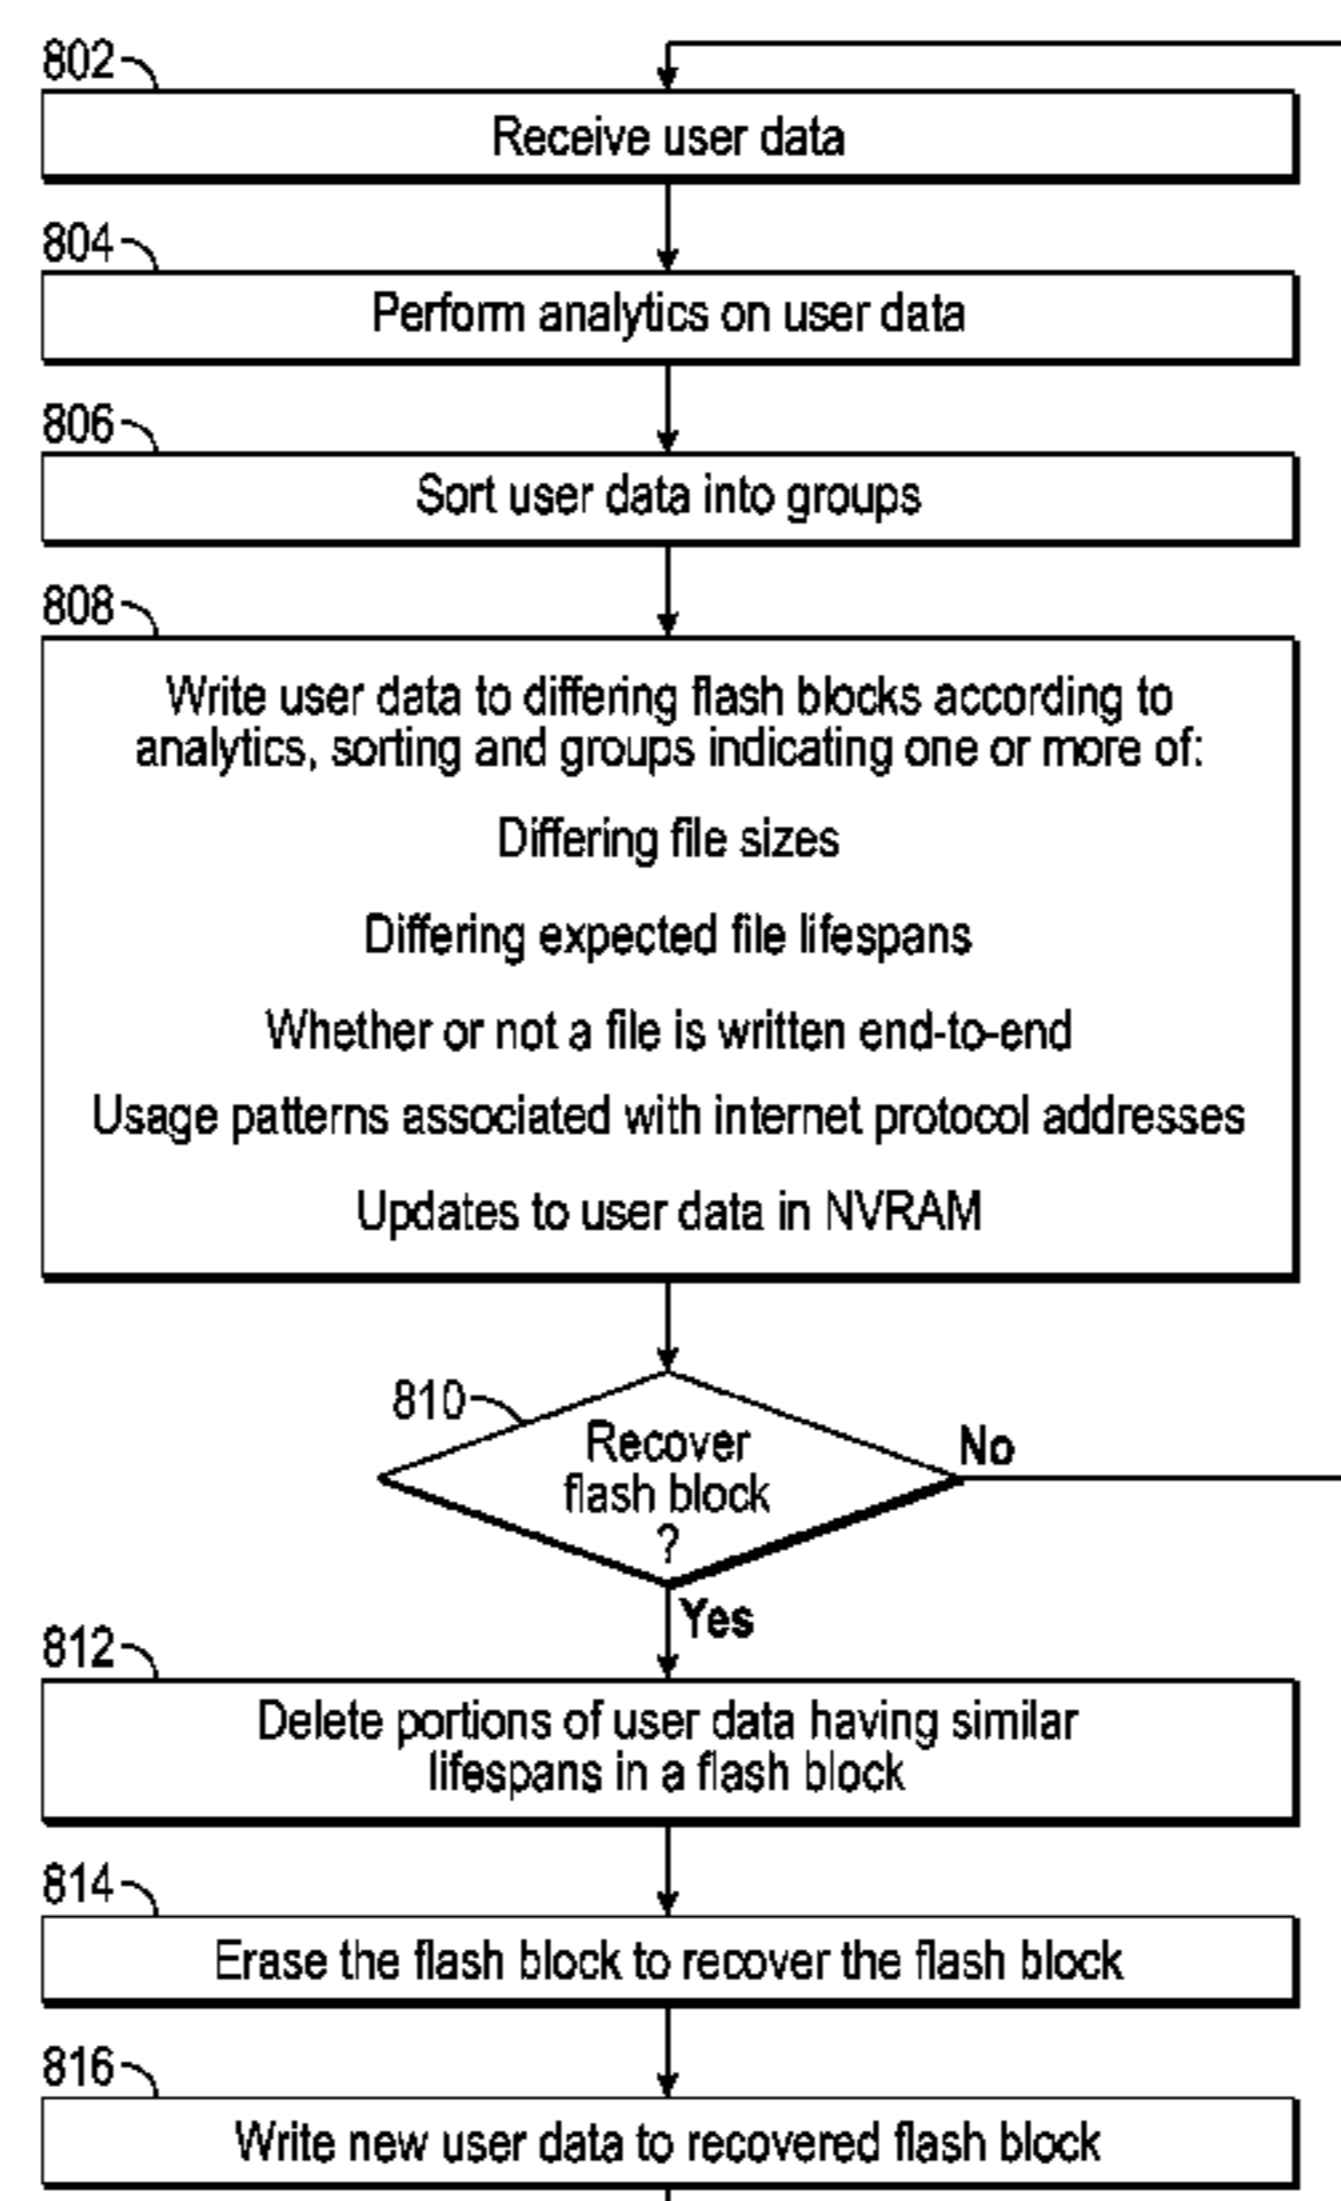 802
Receive user data
804
Perform analytics on user data
806
Sort user data into groups
808
Write user data to differing flash blocks according to
analytics, sorting and groups indicating one or more of:
Differing file sizes
Differing expected file lifespans
Whether or not a file is written end-to-end
Usage patterns associated with internet protocol addresses
Updates to user data in NVRAM
810
Recover
flash block
?
No
Yes
812
Delete portions of user data having similar
lifespans in a flash block
814
Erase the flash block to recover the flash block
816
Write new user data to recovered flash block